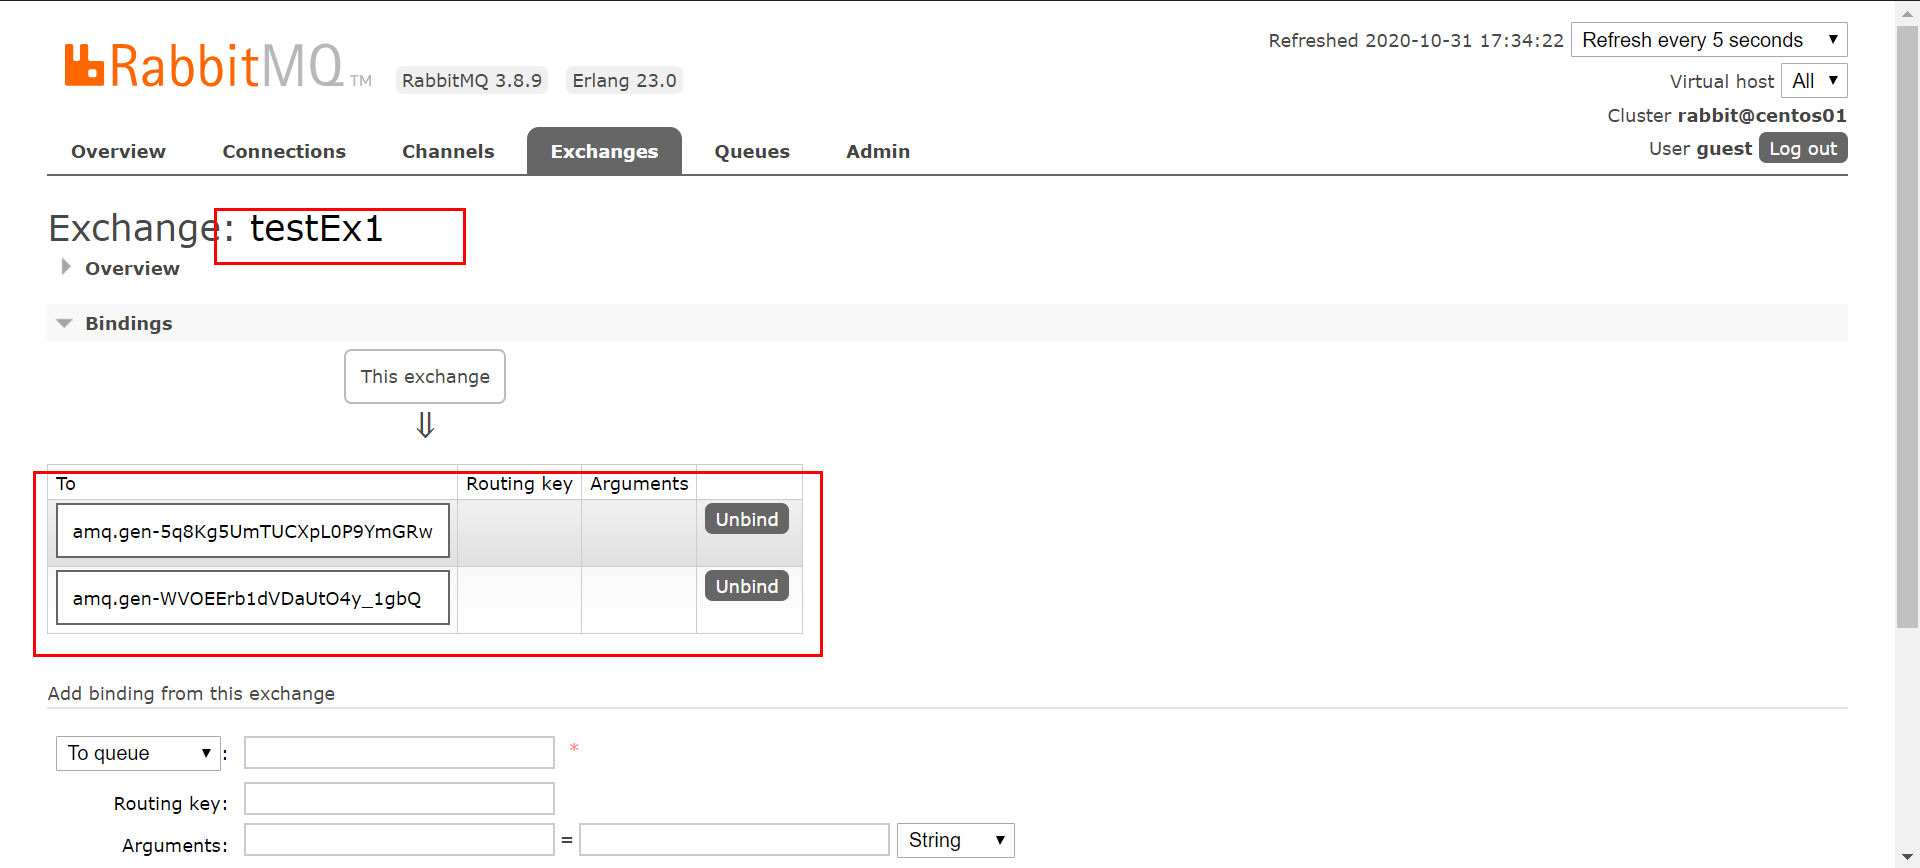 Refreshed 2020-10-31 17:34:22 Refresh every 5 seconds
RabbitMQ TM RabbitMQ 3.8.9 Erlang 23.0
Virtual host All
Cluster rabbit@centos01
User guest Log out
Overview Connections Channels Exchanges Queues Admin
Exchange: testEx1
Overview
Bindings
This exchange
⇓
To Routing key Arguments
amq.gen-5q8Kg5UmTUCXpL0P9YmGRw Unbind
amq.gen-WVOEErb1dVDaUtO4y_1gbQ Unbind
Add binding from this exchange
To queue : *
Routing key:
Arguments: = String